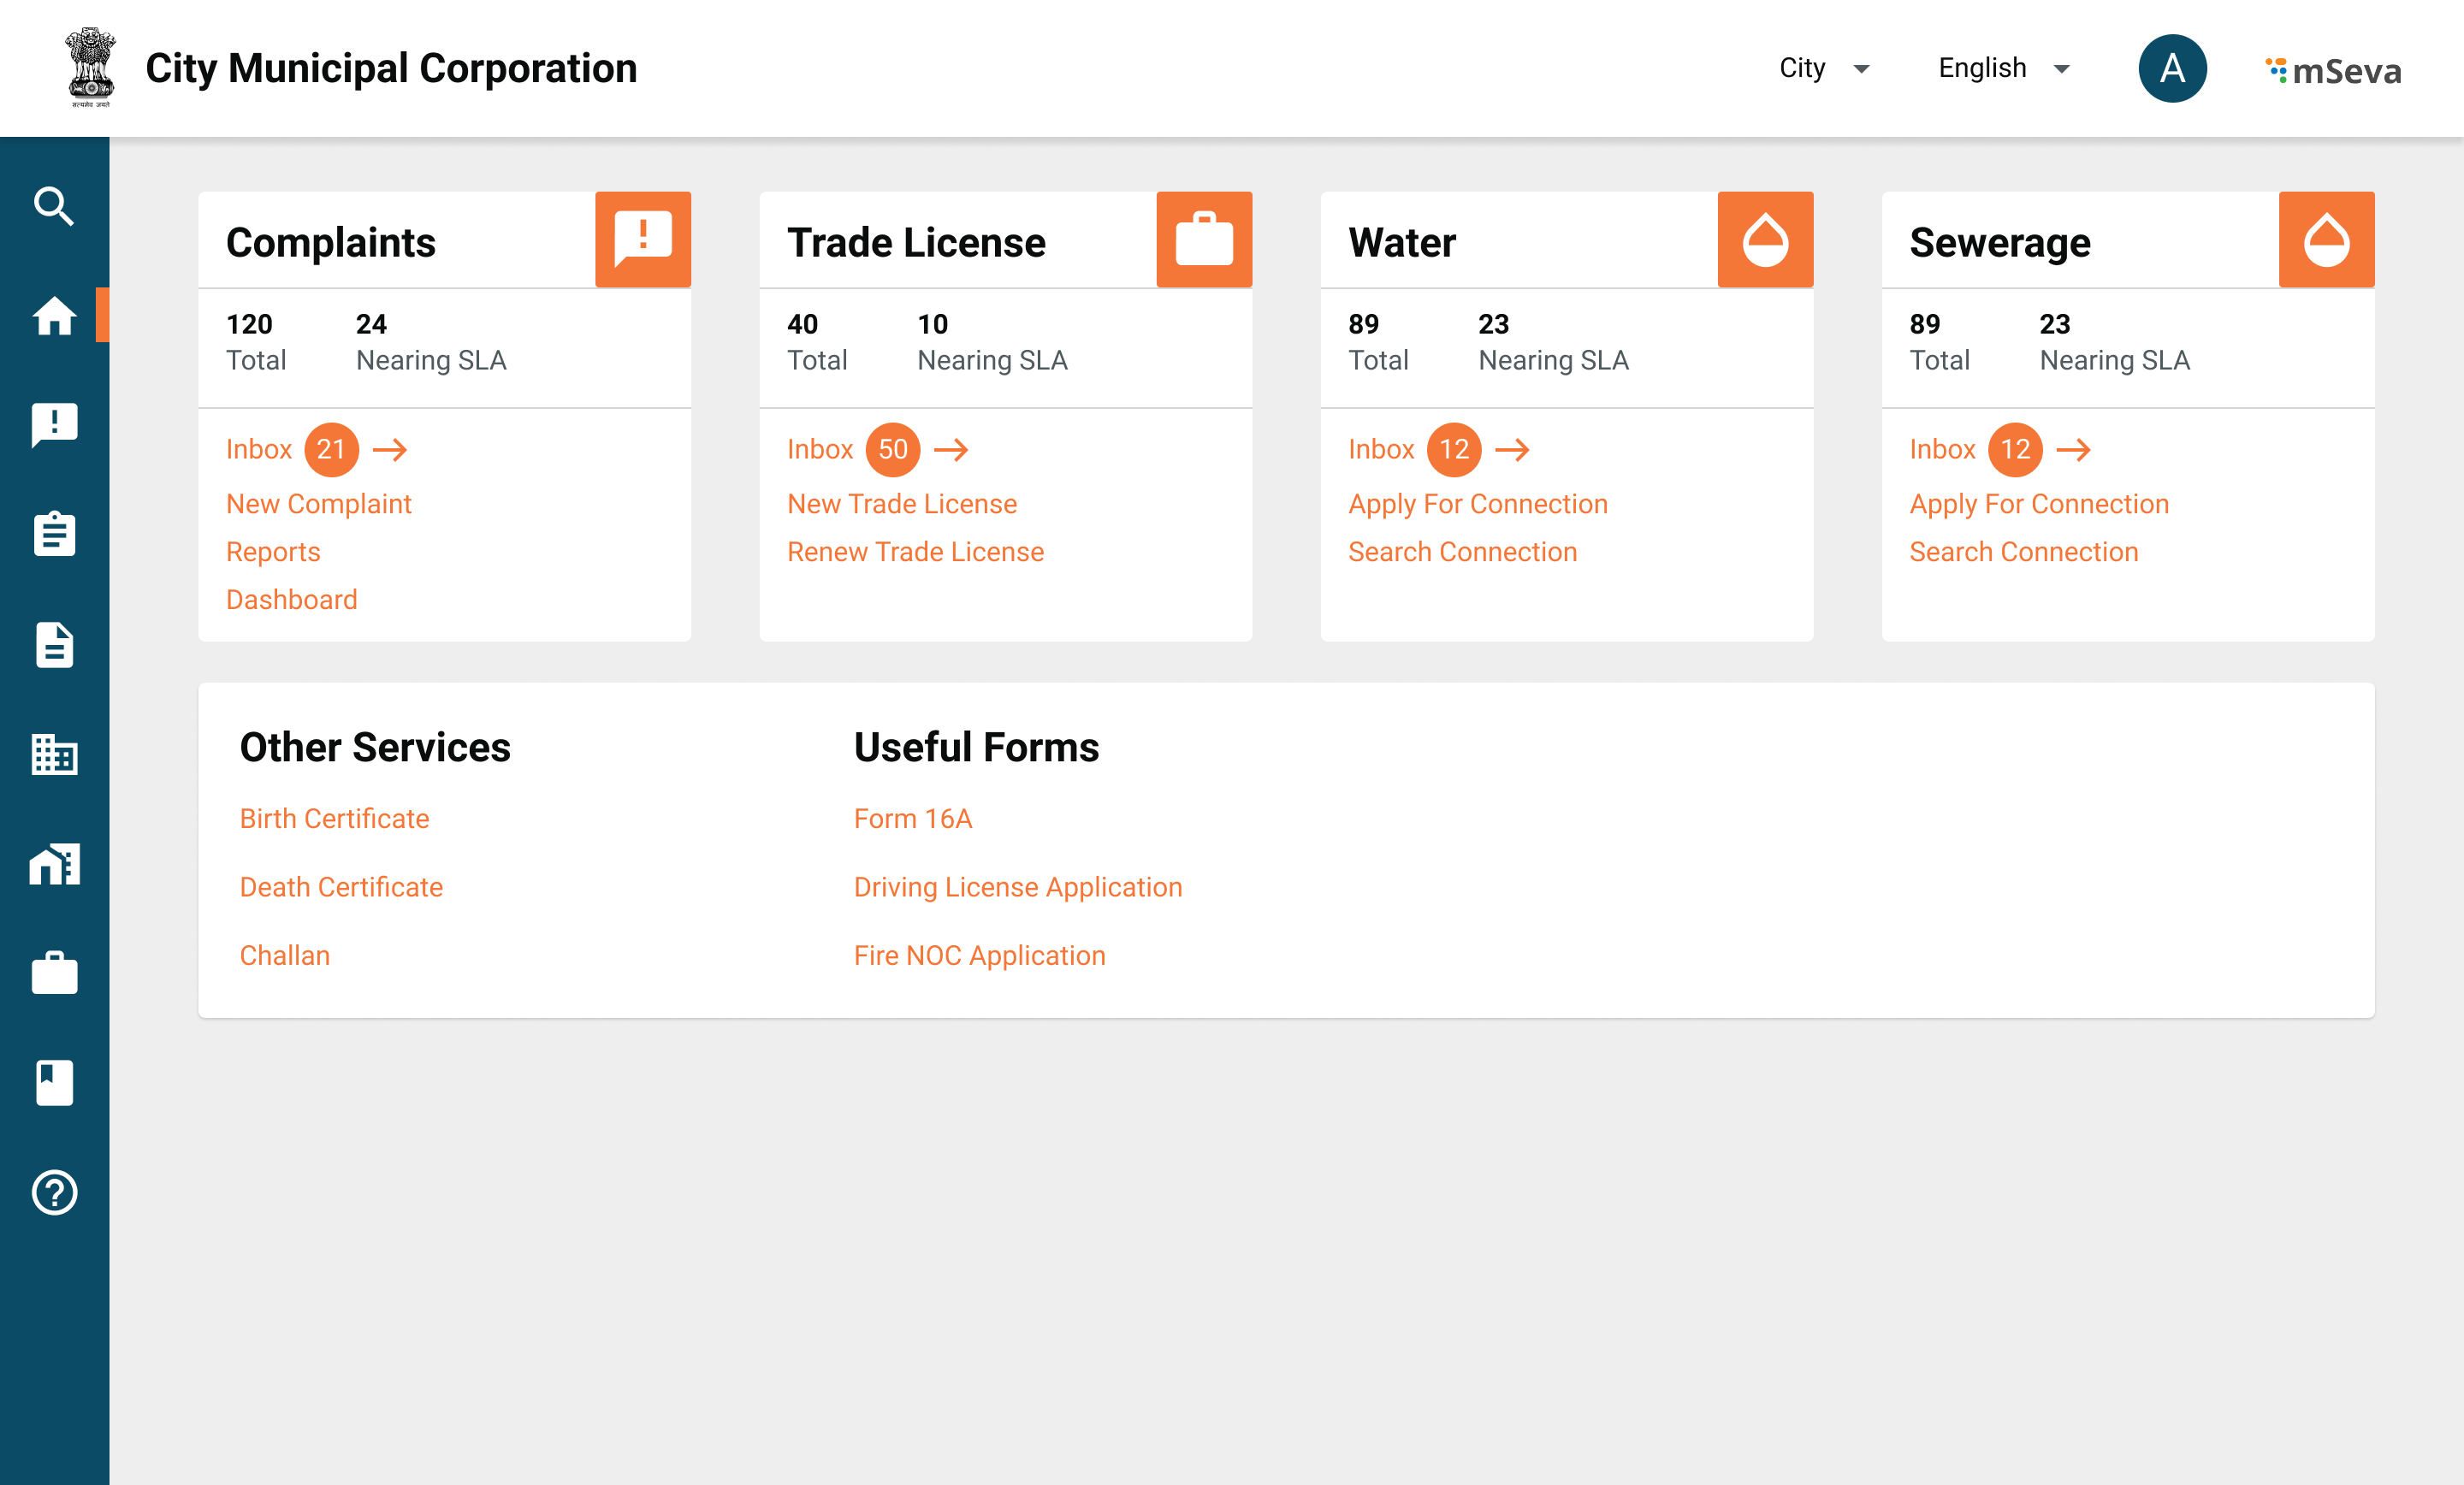 City Municipal Corporation
सत्यमेव जयते
City
English
A
mSeva
Complaints
120 24
Total Nearing SLA
Inbox 21
New Complaint
Reports
Dashboard
Trade License
40 10
Total Nearing SLA
Inbox 50
New Trade License
Renew Trade License
Water
89 23
Total Nearing SLA
Inbox 12
Apply For Connection
Search Connection
Sewerage
89 23
Total Nearing SLA
Inbox 12
Apply For Connection
Search Connection
Other Services
Birth Certificate
Death Certificate
Challan
Useful Forms
Form 16A
Driving License Application
Fire NOC Application